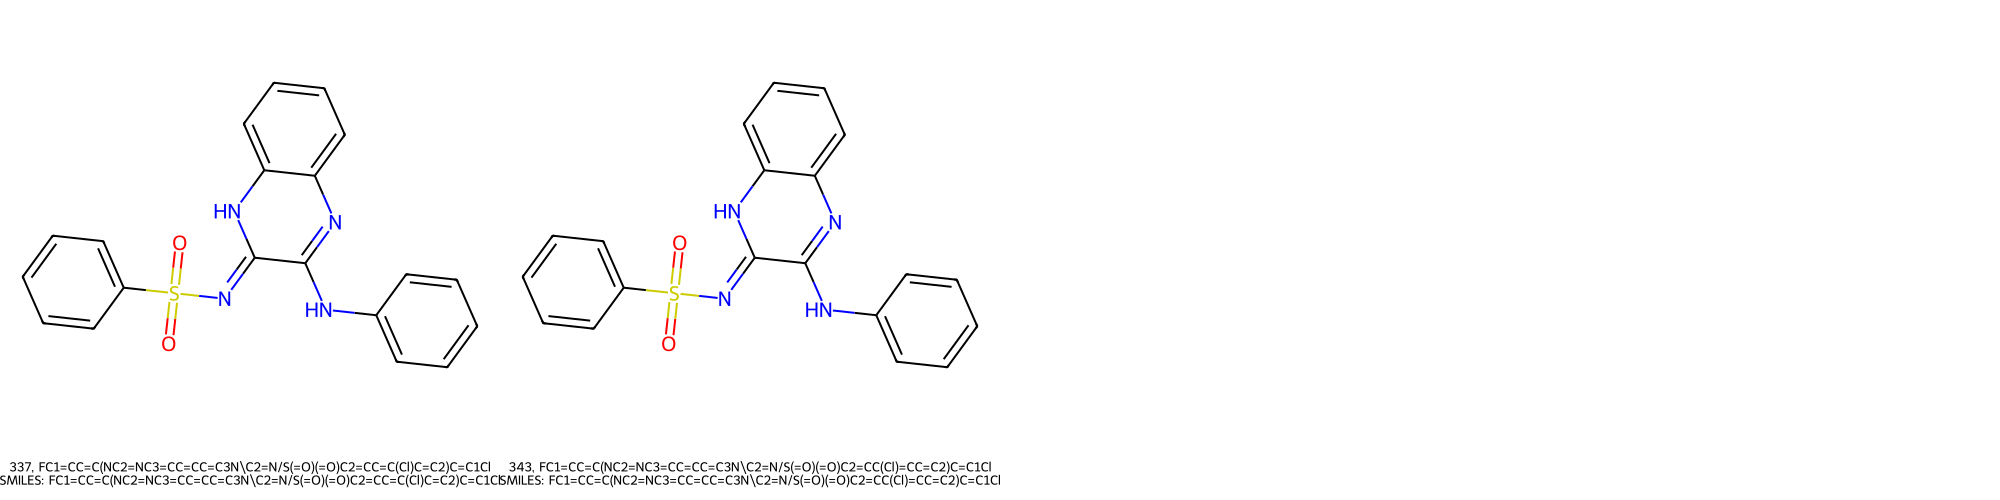 HN
N
O
S
N
HN
O
HN
N
O
S
N
HN
O
337, FC1=CC=C(NC2=NC3=CC=CC=C3N\C2=N/S(=O)(=O)C2=CC=C(Cl)C=C2)C=C1Cl
SMILES: FC1=CC=C(NC2=NC3=CC=CC=C3N\C2=N/S(=O)(=O)C2=CC=C(Cl)C=C2)C=C1Cl
343, FC1=CC=C(NC2=NC3=CC=CC=C3N\C2=N/S(=O)(=O)C2=CC(Cl)=CC=C2)C=C1Cl
SMILES: FC1=CC=C(NC2=NC3=CC=CC=C3N\C2=N/S(=O)(=O)C2=CC(Cl)=CC=C2)C=C1Cl